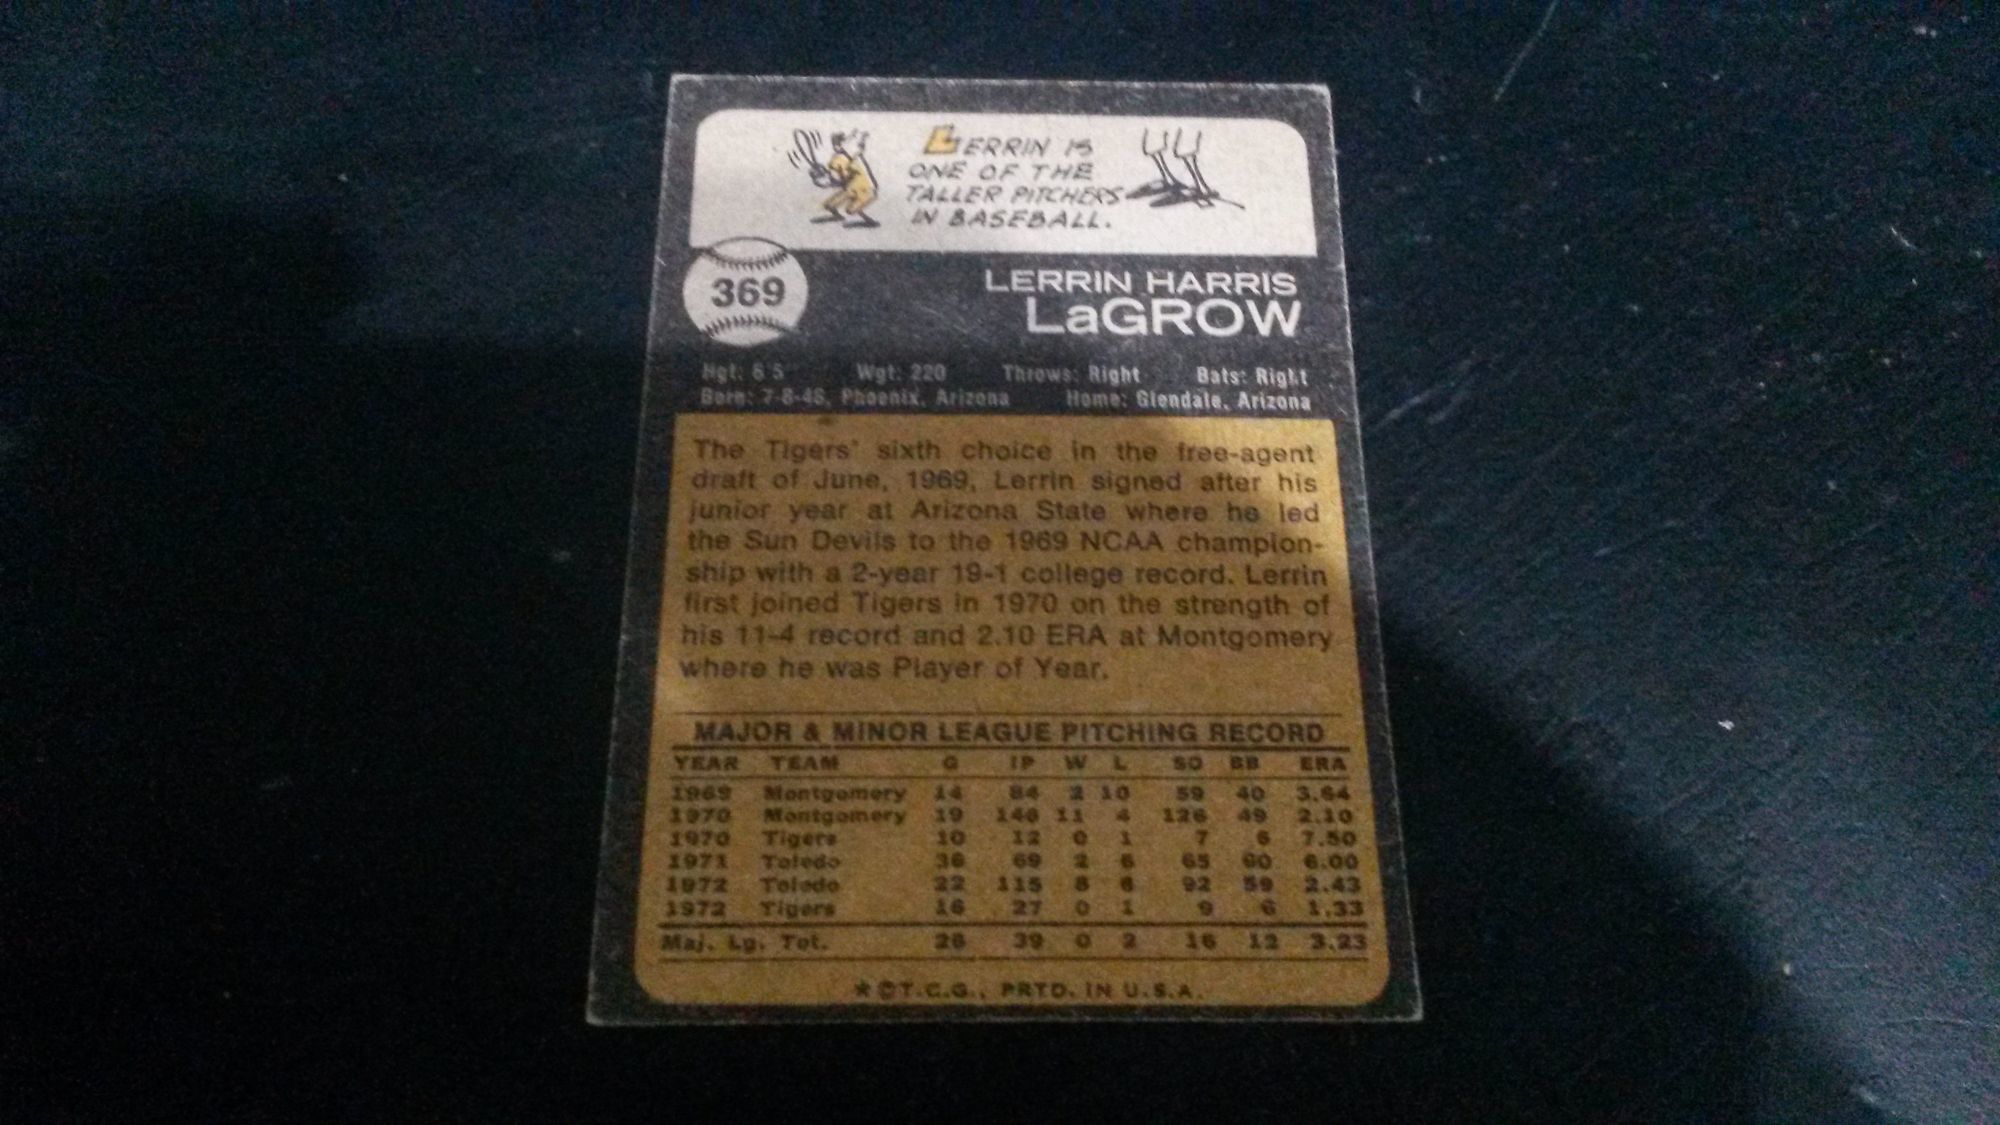 LERRIN IS
ONE OF THE
TALLER PITCHERS
IN BASEBALL.
369
LERRIN HARRIS
LaGROW
Hgt: 6'5 Wgt: 220 Throws: Right Bats: Right
Born: 7-8-48, Phoenix, Arizona Home: Glendale, Arizona
The Tigers' sixth choice in the free-agent
draft of June, 1969, Lerrin signed after his
junior year at Arizona State where he led
the Sun Devils to the 1969 NCAA champion-
ship with a 2-year 19-1 college record. Lerrin
first joined Tigers in 1970 on the strength of
his 11-4 record and 2.10 ERA at Montgomery
where he was Player of Year.
MAJOR & MINOR LEAGUE PITCHING RECORD
YEAR TEAM G IP W L SO BB ERA
1969 Montgomery 14 84 2 10 59 40 3.64
1970 Montgomery 19 146 11 4 126 49 2.10
1970 Tigers 10 12 0 1 7 6 7.50
1971 Toledo 36 69 2 6 65 60 6.00
1972 Toledo 22 115 8 6 92 59 2.43
1972 Tigers 16 27 0 1 9 6 1.33
Maj. Lg. Tot. 26 39 0 2 16 12 3.23
★ © T.C.G., PRTD. IN U.S.A.